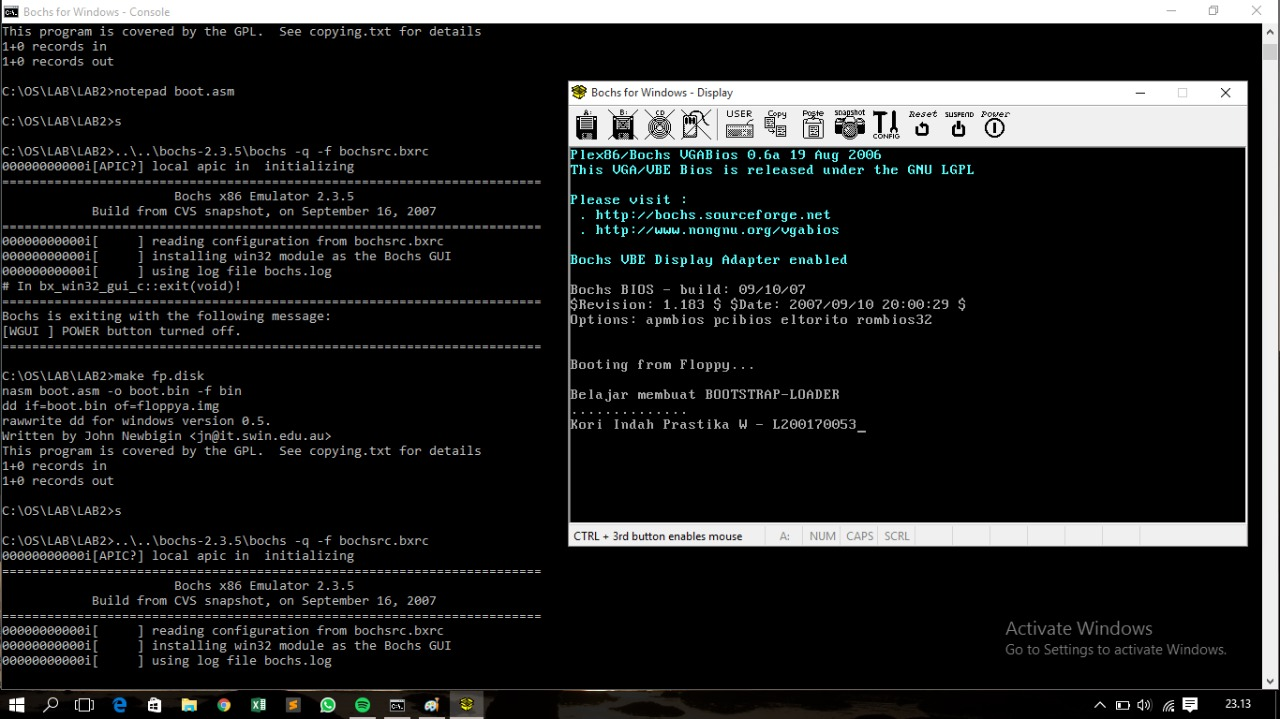 Bochs for Windows - Console
This program is covered by the GPL.  See copying.txt for details
1+0 records in
1+0 records out
C:\OS\LAB\LAB2>notepad boot.asm
C:\OS\LAB\LAB2>s
C:\OS\LAB\LAB2>..\..\bochs-2.3.5\bochs -q -f bochsrc.bxrc
00000000000i[APIC?] local apic in  initializing
========================================================================
Bochs x86 Emulator 2.3.5
Build from CVS snapshot, on September 16, 2007
========================================================================
00000000000i[     ] reading configuration from bochsrc.bxrc
00000000000i[     ] installing win32 module as the Bochs GUI
00000000000i[     ] using log file bochs.log
# In bx_win32_gui_c::exit(void)!
========================================================================
Bochs is exiting with the following message:
[WGUI ] POWER button turned off.
========================================================================
C:\OS\LAB\LAB2>make fp.disk
nasm boot.asm -o boot.bin -f bin
dd if=boot.bin of=floppya.img
rawwrite dd for windows version 0.5.
Written by John Newbigin <jn@it.swin.edu.au>
This program is covered by the GPL.  See copying.txt for details
1+0 records in
1+0 records out
C:\OS\LAB\LAB2>s
C:\OS\LAB\LAB2>..\..\bochs-2.3.5\bochs -q -f bochsrc.bxrc
00000000000i[APIC?] local apic in  initializing
========================================================================
Bochs x86 Emulator 2.3.5
Build from CVS snapshot, on September 16, 2007
========================================================================
00000000000i[     ] reading configuration from bochsrc.bxrc
00000000000i[     ] installing win32 module as the Bochs GUI
00000000000i[     ] using log file bochs.log
Bochs for Windows - Display
A: B: CD USER Copy Paste snapshot CONFIG Reset SUSPEND Power
Plex86/Bochs VGABios 0.6a 19 Aug 2006
This VGA/VBE Bios is released under the GNU LGPL
Please visit :
. http://bochs.sourceforge.net
. http://www.nongnu.org/vgabios
Bochs VBE Display Adapter enabled
Bochs BIOS - build: 09/10/07
$Revision: 1.183 $ $Date: 2007/09/10 20:00:29 $
Options: apmbios pcibios eltorito rombios32
Booting from Floppy...
Belajar membuat BOOTSTRAP-LOADER
..............
Kori Indah Prastika W - L200170053_
CTRL + 3rd button enables mouse A: NUM CAPS SCRL
Activate Windows
Go to Settings to activate Windows.
23.13